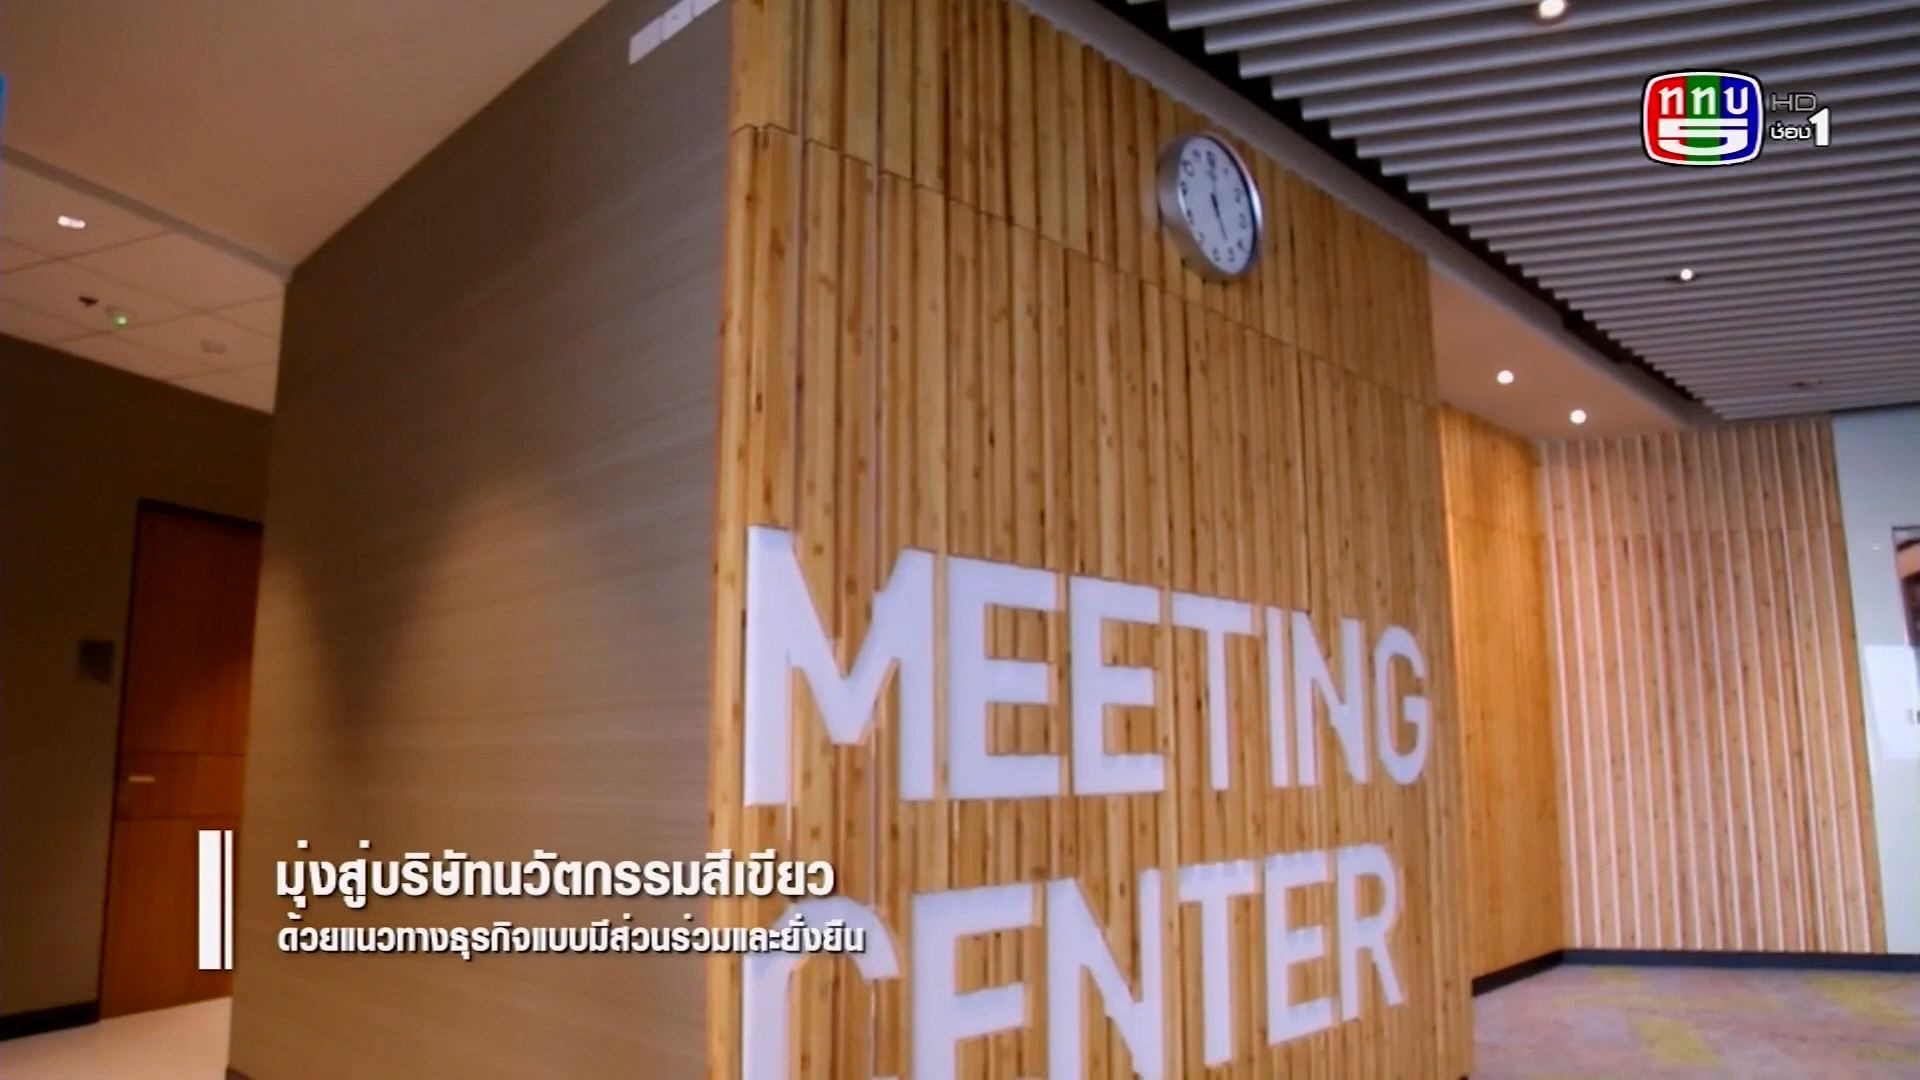 ททบ
5
HD
ช่อง1
MEETING
CENTER
มุ่งสู่บริษัทนวัตกรรมสีเขียว
ด้วยแนวทางธุรกิจแบบมีส่วนร่วมและยั่งยืน